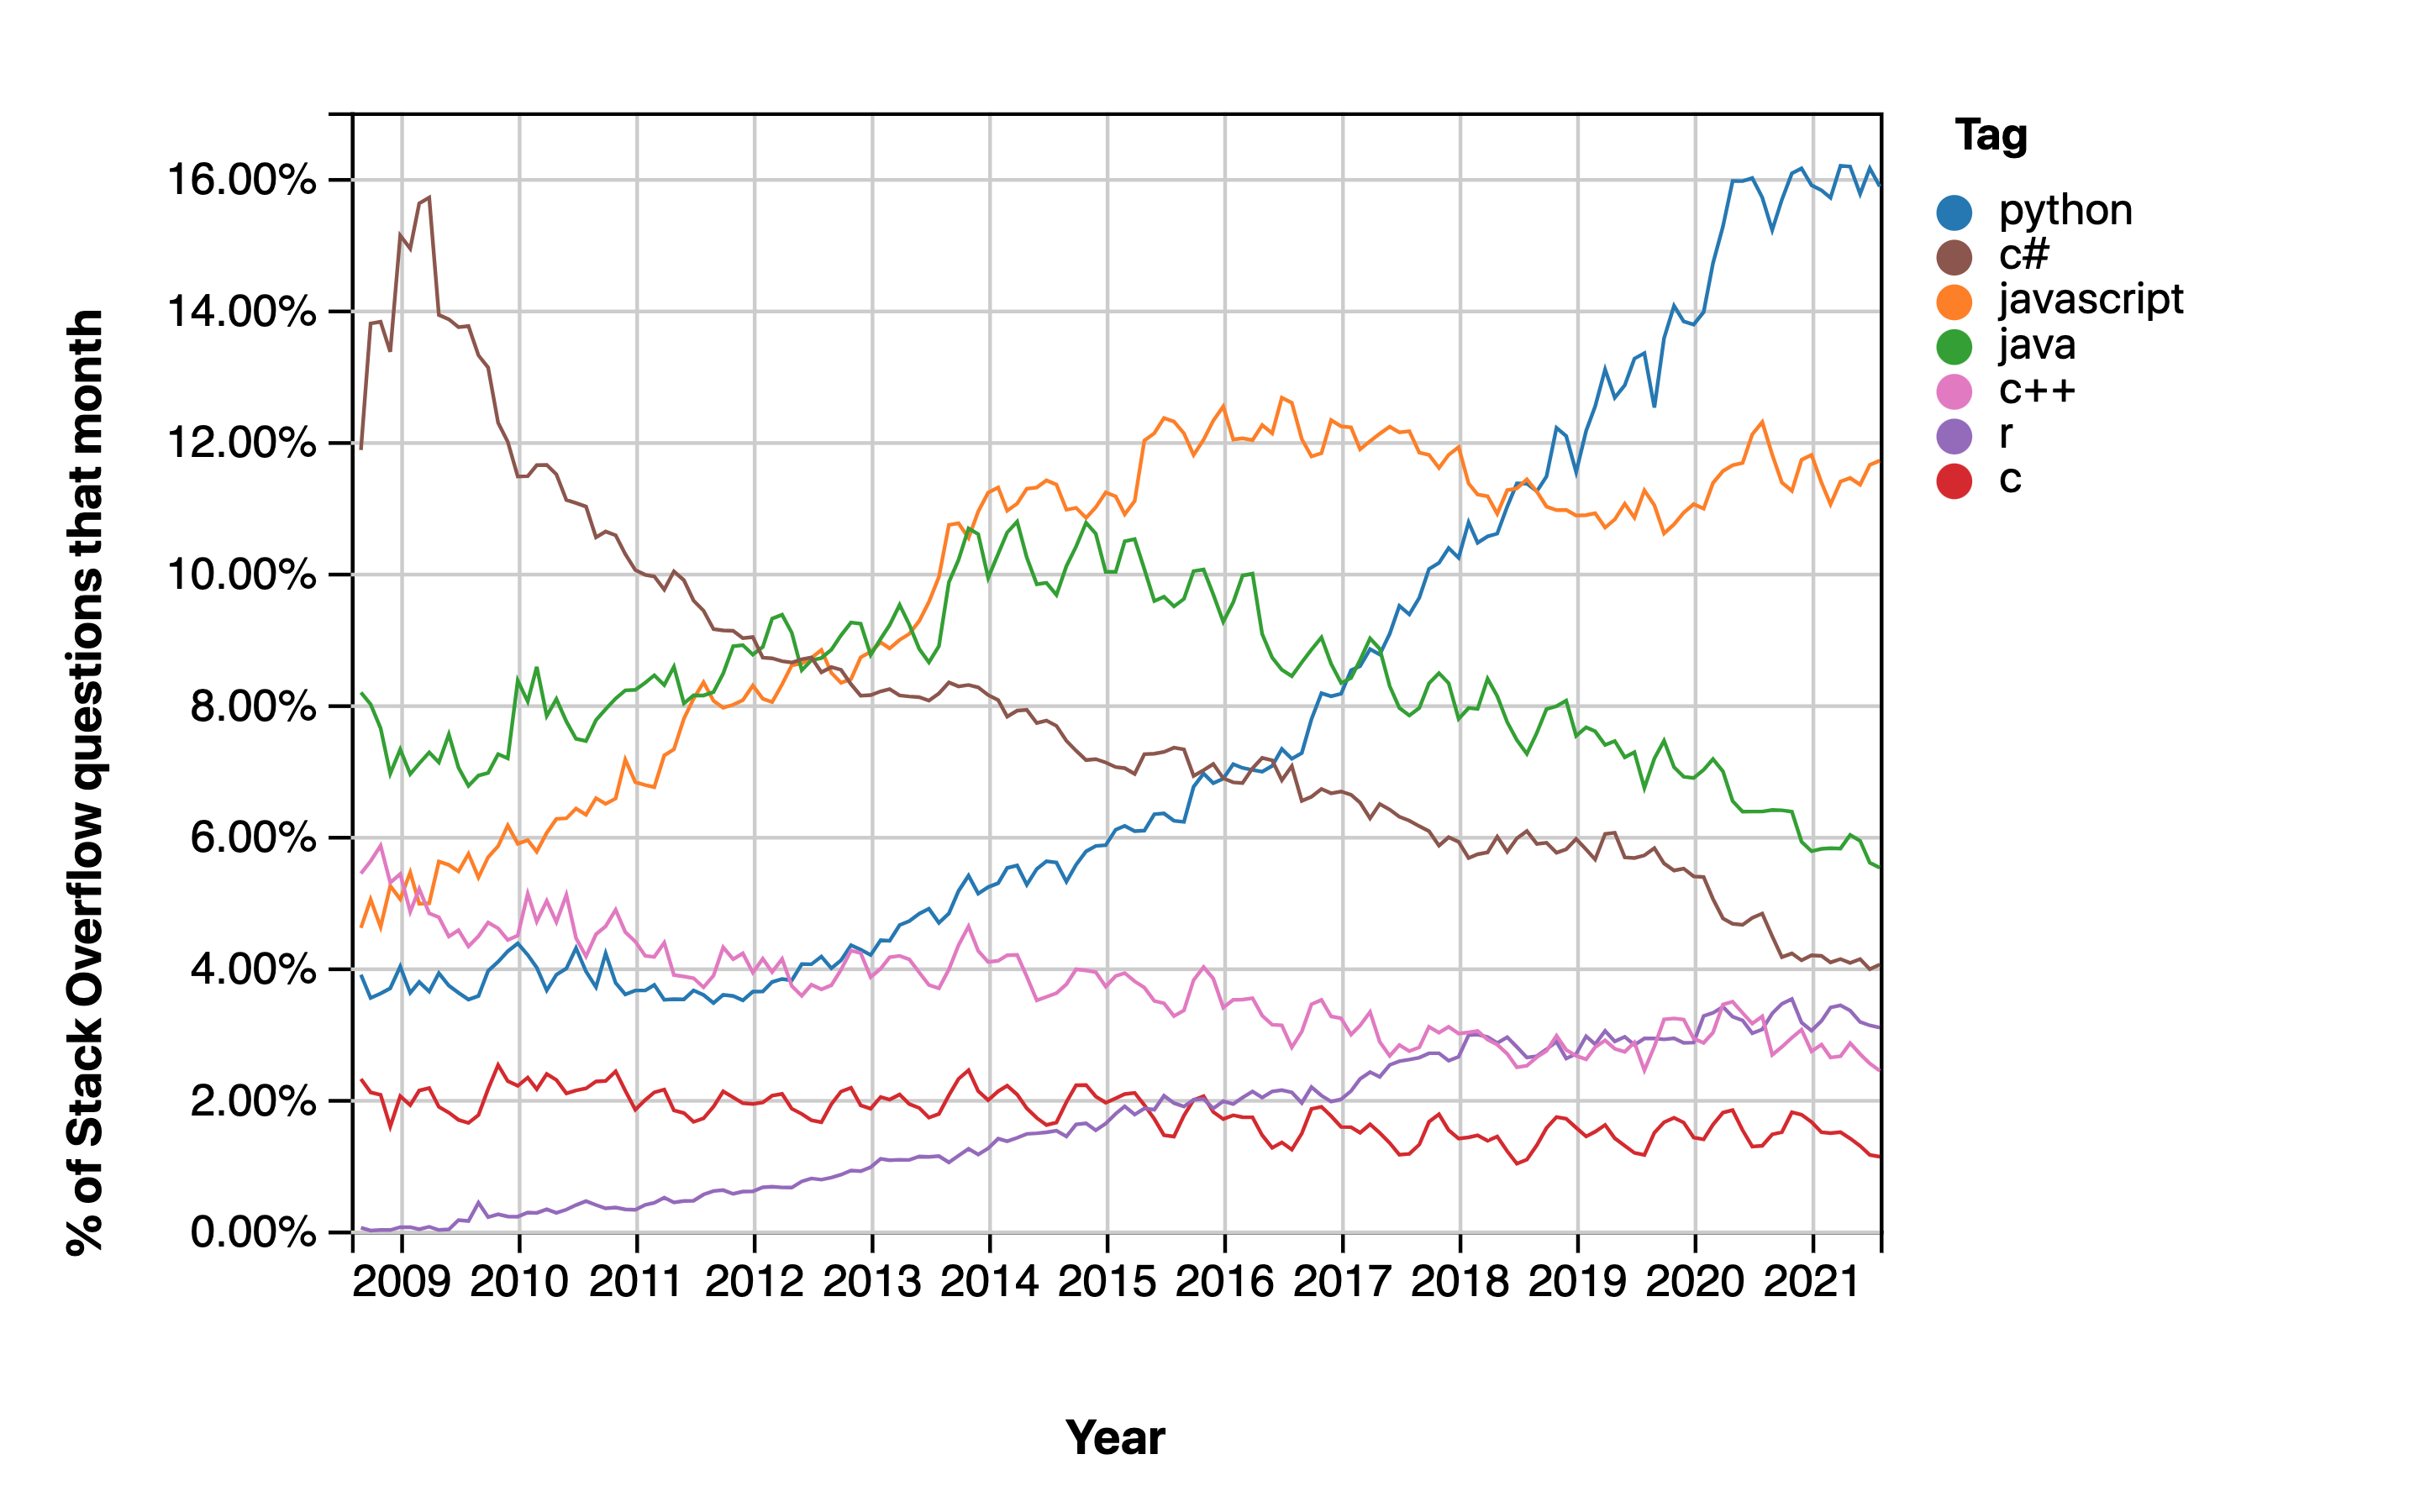 % of Stack Overflow questions that month
16.00%
14.00%
12.00%
10.00%
8.00%
6.00%
4.00%
2.00%
0.00%
2009 2010 2011 2012 2013 2014 2015 2016 2017 2018 2019 2020 2021
Year
Tag
python
c#
javascript
java
c++
r
c